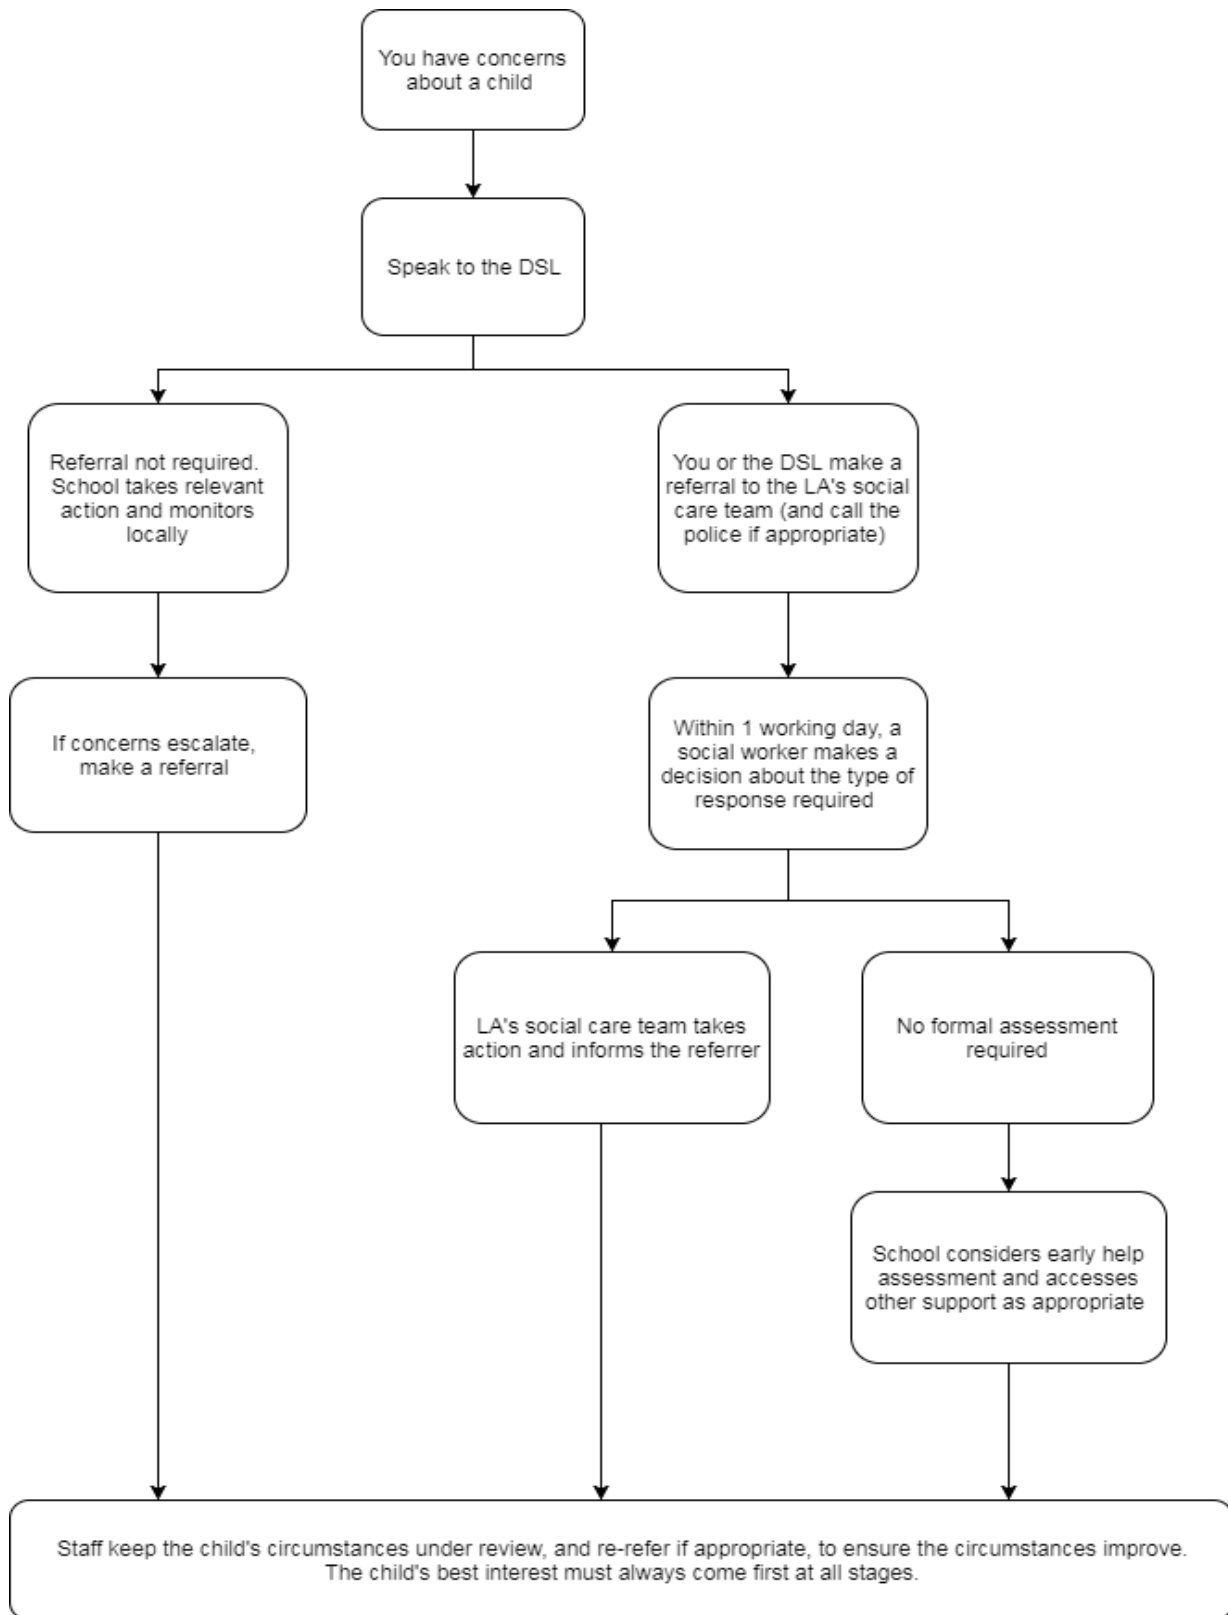 You have concerns
about a child
Speak to the DSL
Referral not required.
School takes relevant
action and monitors
locally
You or the DSL make a
referral to the LA's social
care team (and call the
police if appropriate)
If concerns escalate,
make a referral
Within 1 working day, a
social worker makes a
decision about the type of
response required
LA's social care team takes
action and informs the referrer
No formal assessment
required
School considers early help
assessment and accesses
other support as appropriate
Staff keep the child's circumstances under review, and re-refer if appropriate, to ensure the circumstances improve.
The child's best interest must always come first at all stages.